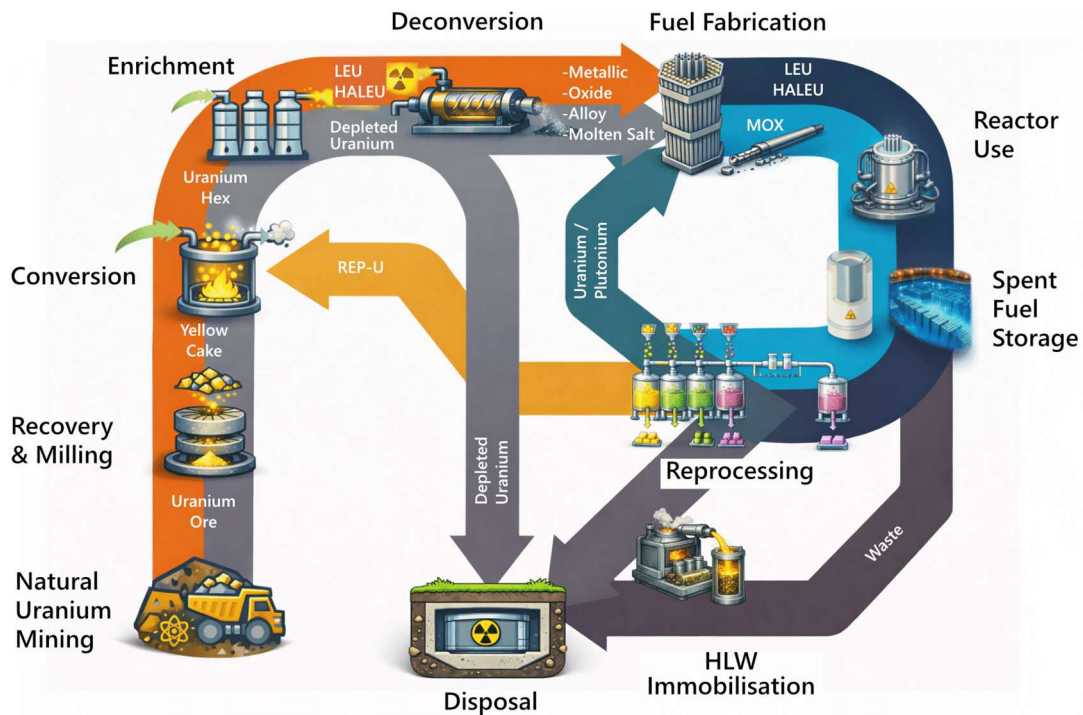 Deconversion
Fuel Fabrication
Enrichment
LEU
HALEU
-Metallic
-Oxide
-Alloy
-Molten Salt
LEU
HALEU
Depleted
Uranium
MOX
Reactor
Use
Uranium
Hex
Conversion
REP-U
Uranium /
Plutonium
Spent
Fuel
Storage
Yellow
Cake
Recovery
& Milling
Uranium
Ore
Depleted
Uranium
Reprocessing
Waste
Natural
Uranium
Mining
Disposal
HLW
Immobilisation